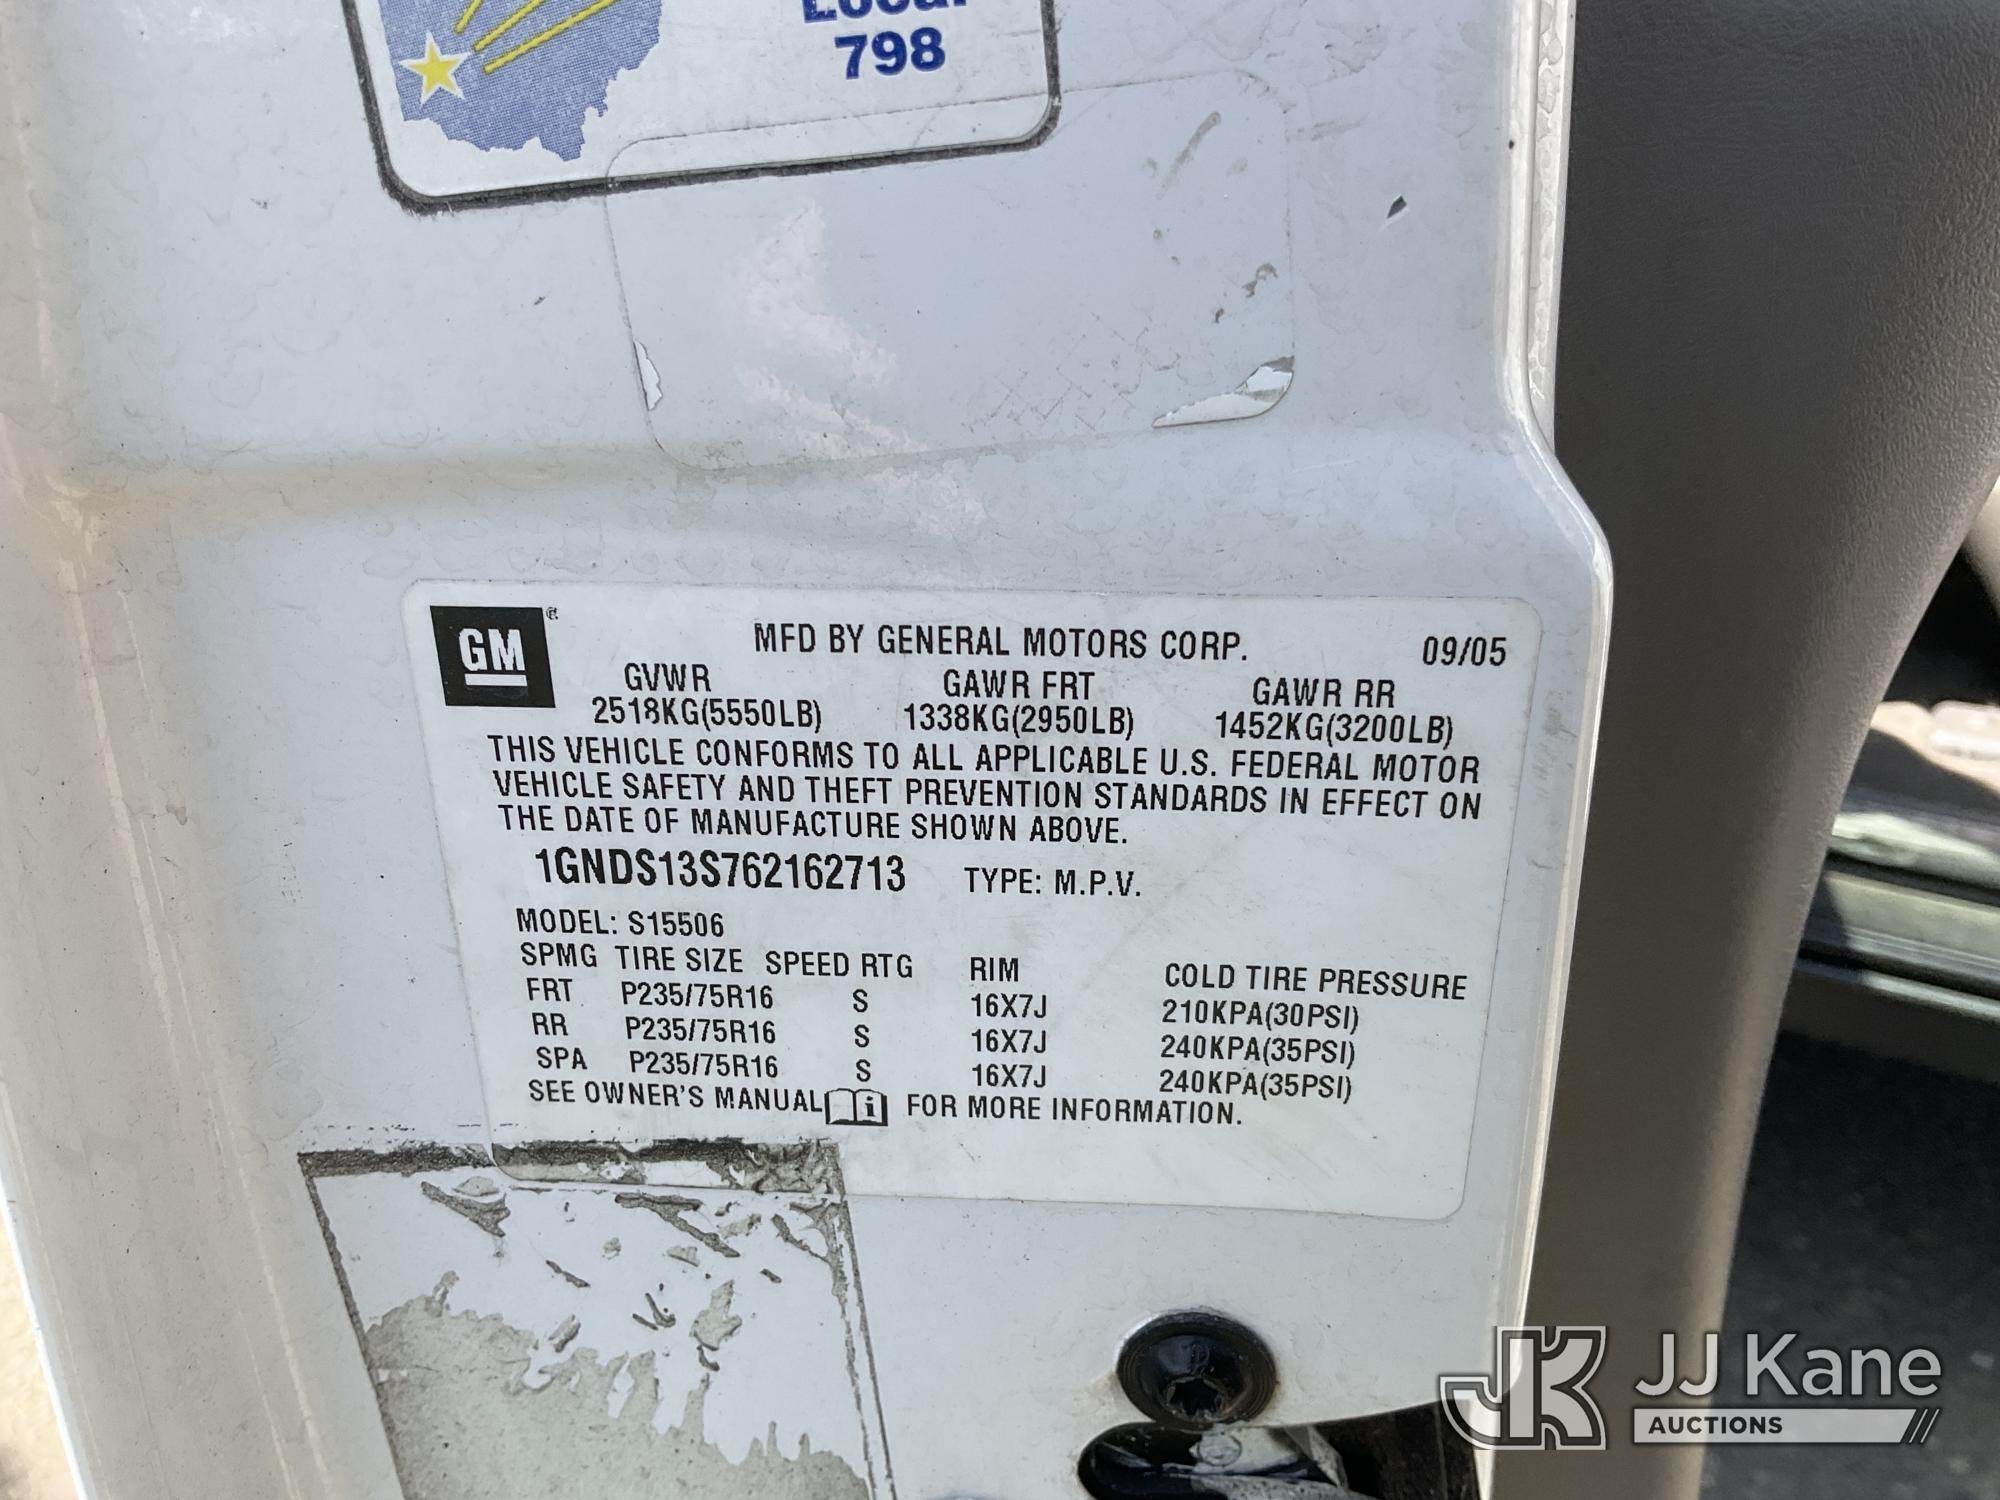 798
GM
MFD BY GENERAL MOTORS CORP. 09/05
GVWR GAWR FRT GAWR RR
2518KG(5550LB) 1338KG(2950LB) 1452KG(3200LB)
THIS VEHICLE CONFORMS TO ALL APPLICABLE U.S. FEDERAL MOTOR
VEHICLE SAFETY AND THEFT PREVENTION STANDARDS IN EFFECT ON
THE DATE OF MANUFACTURE SHOWN ABOVE.
1GNDS13S762162713 TYPE: M.P.V.
MODEL: S15506
SPMG TIRE SIZE SPEED RTG RIM COLD TIRE PRESSURE
FRT P235/75R16 S 16X7J 210KPA(30PSI)
RR P235/75R16 S 16X7J 240KPA(35PSI)
SPA P235/75R16 S 16X7J 240KPA(35PSI)
SEE OWNER'S MANUAL i FOR MORE INFORMATION.
JK JJ Kane
AUCTIONS